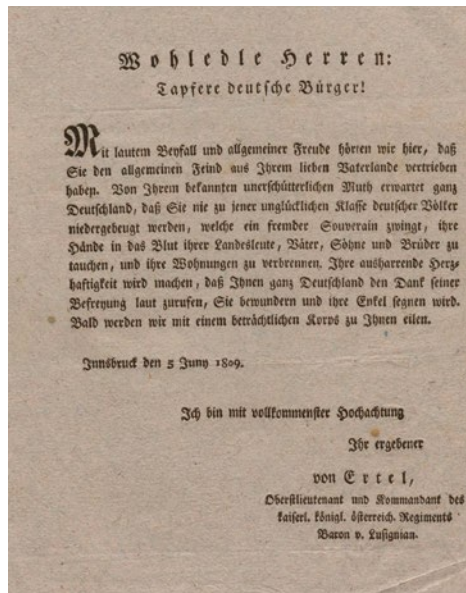 Wohledle Herren:
Tapfere deutsche Bürger!
Mit lautem Beyfall und allgemeiner Freude hörten wir hier, daß
Sie den allgemeinen Feind aus Ihrem lieben Vaterlande vertrieben
haben. Von Ihrem bekannten unerschütterlichen Muth erwartet ganz
Deutschland, daß Sie nie zu jener unglücklichen Klasse deutscher Völker
niedergebeugt werden, welche ein fremder Souverain zwingt, ihre
Hände in das Blut ihrer Landesleute, Väter, Söhne und Brüder zu
tauchen, und ihre Wohnungen zu verbrennen. Ihre ausharrende Herz-
haftigkeit wird machen, daß Ihnen ganz Deutschland den Dank seiner
Befreyung laut zurufen, Sie bewundern und ihre Enkel segnen wird.
Bald werden wir mit einem beträchtlichen Korps zu Ihnen eilen.
Innsbruck den 5 Juny 1809.
Ich bin mit vollkommenster Hochachtung
Ihr ergebener
von Ertel,
Oberstlieutenant und Kommandant des
kaiserl. königl. österreich. Regiments
Baron v. Lusignian.